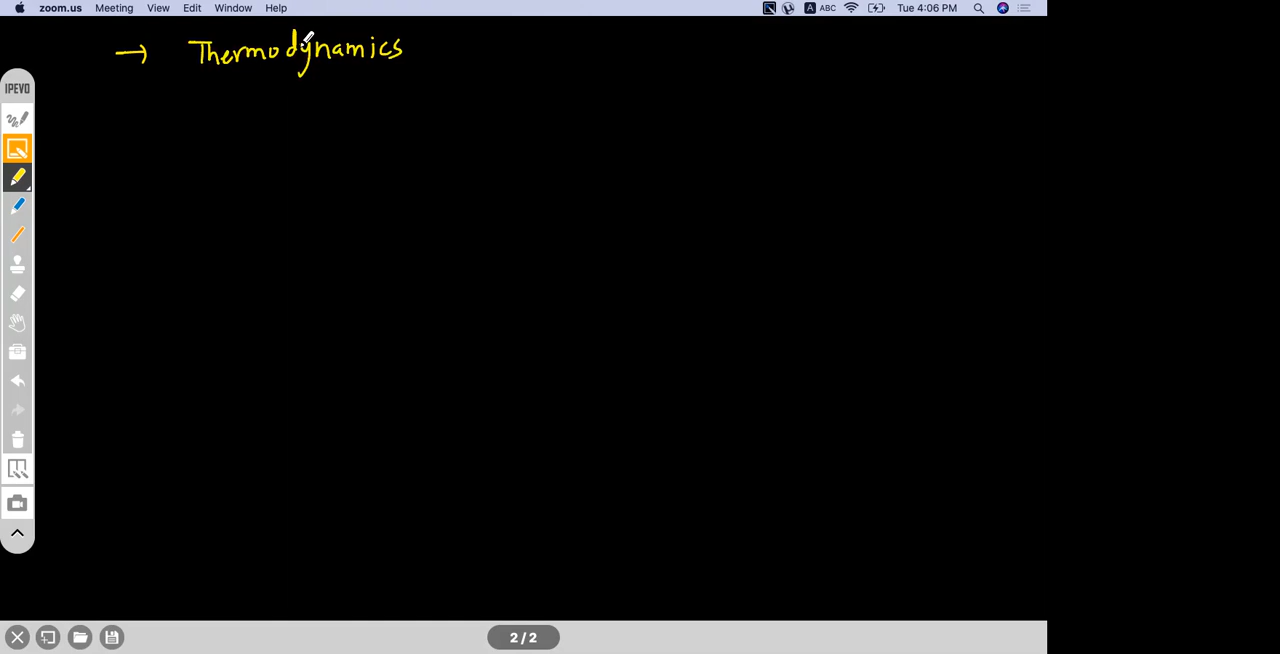 zoom.us Meeting View Edit Window Help A ABC Tue 4:06 PM
→ Thermodynamics
IPEVO
2 / 2